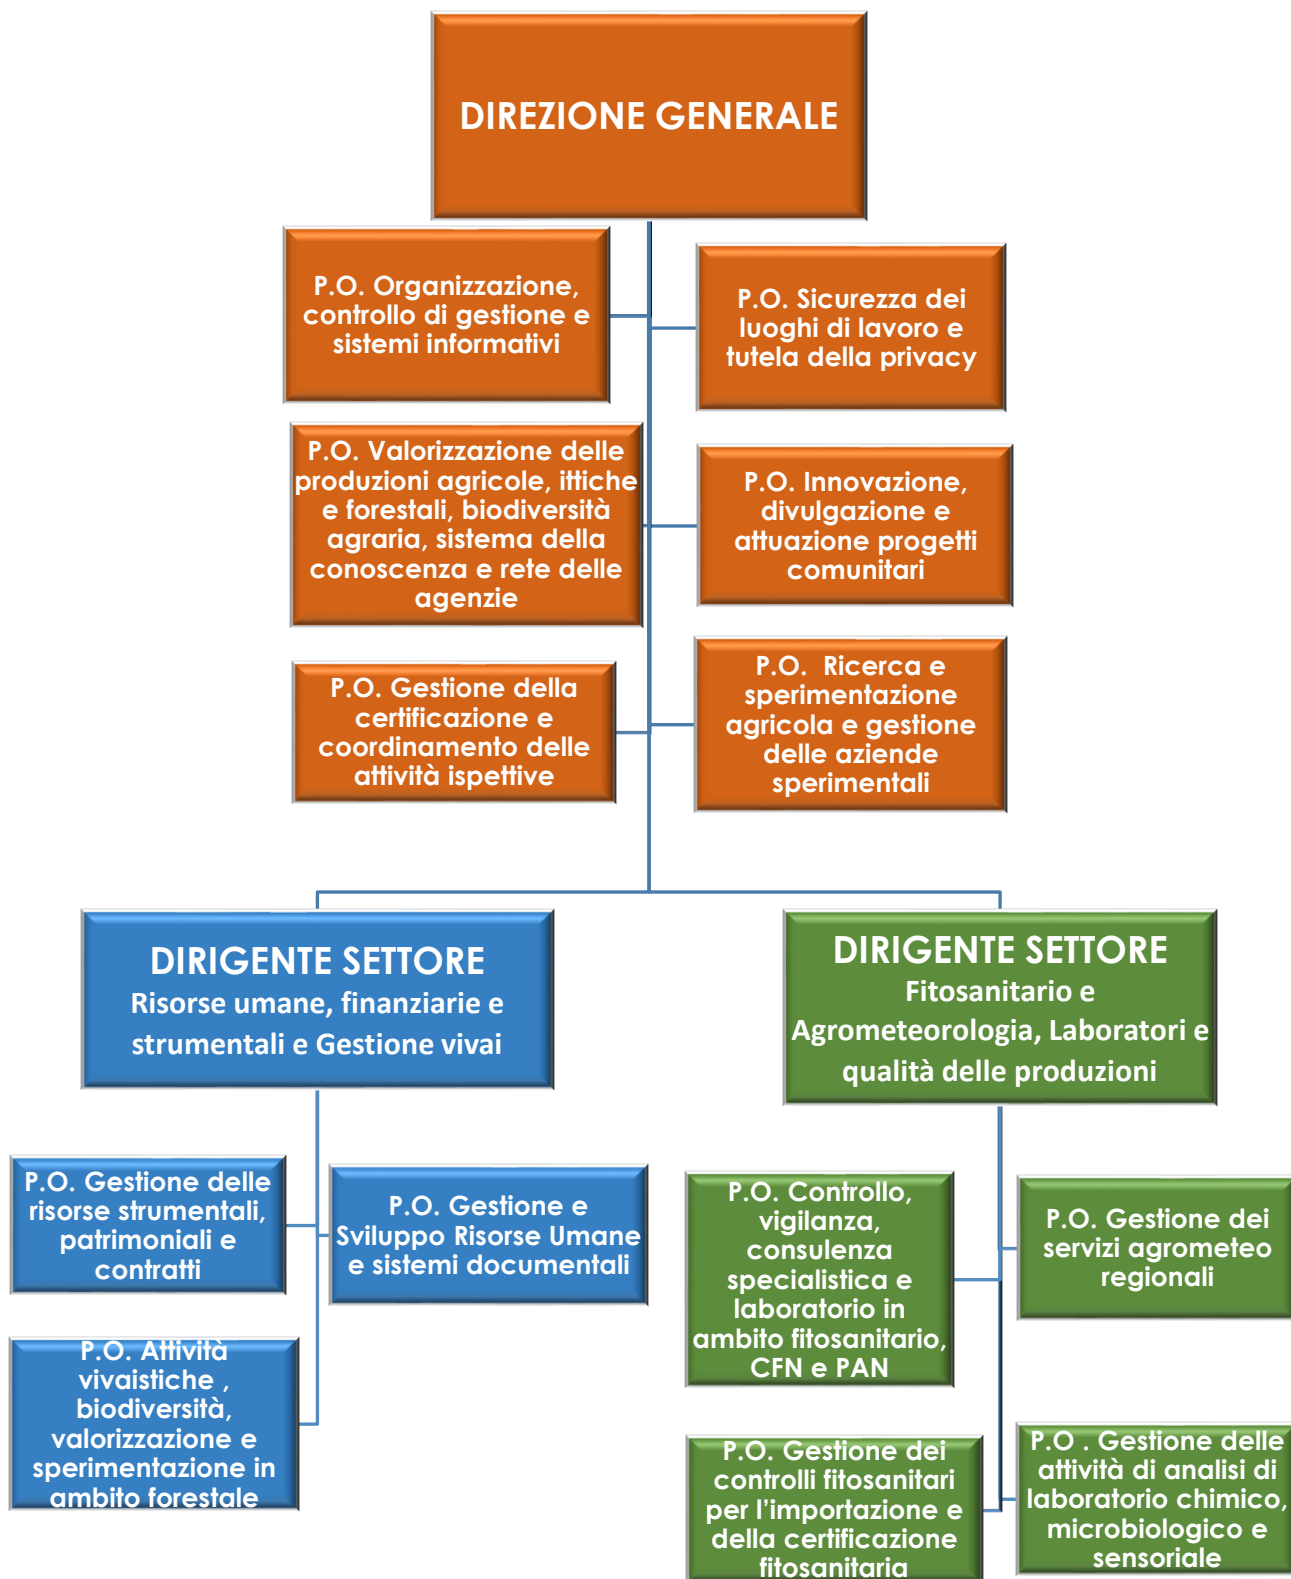 DIREZIONE GENERALE
P.O. Organizzazione,
controllo di gestione e
sistemi informativi
P.O. Sicurezza dei
luoghi di lavoro e
tutela della privacy
P.O. Valorizzazione delle
produzioni agricole, ittiche
e forestali, biodiversità
agraria, sistema della
conoscenza e rete delle
agenzie
P.O. Innovazione,
divulgazione e
attuazione progetti
comunitari
P.O. Gestione della
certificazione e
coordinamento delle
attività ispettive
P.O. Ricerca e
sperimentazione
agricola e gestione
delle aziende
sperimentali
DIRIGENTE SETTORE
Risorse umane, finanziarie e
strumentali e Gestione vivai
DIRIGENTE SETTORE
Fitosanitario e
Agrometeorologia, Laboratori e
qualità delle produzioni
P.O. Gestione delle
risorse strumentali,
patrimoniali e
contratti
P.O. Gestione e
Sviluppo Risorse Umane
e sistemi documentali
P.O. Attività
vivaistiche ,
biodiversità,
valorizzazione e
sperimentazione in
ambito forestale
P.O. Controllo,
vigilanza,
consulenza
specialistica e
laboratorio in
ambito fitosanitario,
CFN e PAN
P.O. Gestione dei
servizi agrometeo
regionali
P.O. Gestione dei
controlli fitosanitari
per l’importazione e
della certificazione
fitosanitaria
P.O . Gestione delle
attività di analisi di
laboratorio chimico,
microbiologico e
sensoriale